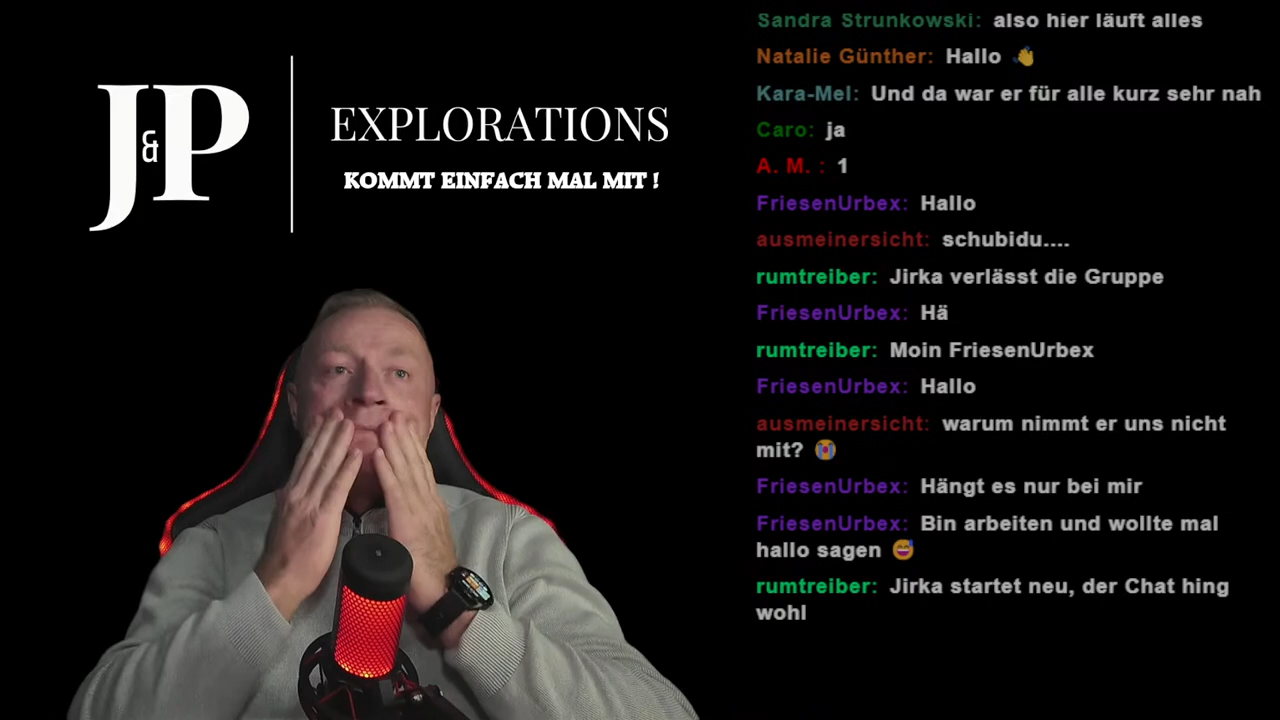 J&P
EXPLORATIONS
KOMMT EINFACH MAL MIT !
Sandra Strunkowski: also hier läuft alles
Natalie Günther: Hallo 👋
Kara-Mel: Und da war er für alle kurz sehr nah
Caro: ja
A. M. : 1
FriesenUrbex: Hallo
ausmeinersicht: schubidu....
rumtreiber: Jirka verlässt die Gruppe
FriesenUrbex: Hä
rumtreiber: Moin FriesenUrbex
FriesenUrbex: Hallo
ausmeinersicht: warum nimmt er uns nicht
mit? 😭
FriesenUrbex: Hängt es nur bei mir
FriesenUrbex: Bin arbeiten und wollte mal
hallo sagen 😅
rumtreiber: Jirka startet neu, der Chat hing
wohl